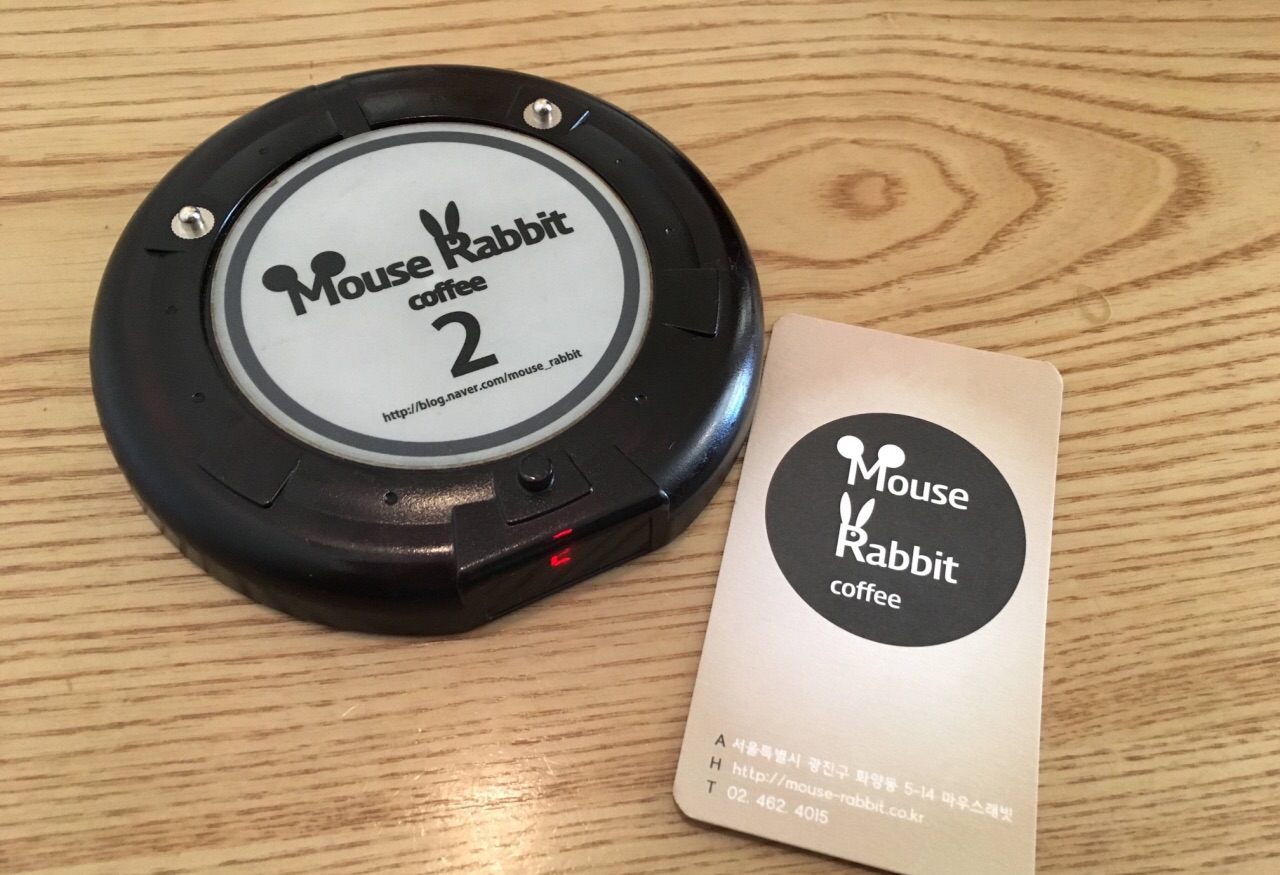 Mouse Rabbit
coffee
2
http://blog.naver.com/mouse_rabbit
Mouse
Rabbit
coffee
A 서울특별시 광진구 화양동 5-14 마우스래빗
H http://mouse-rabbit.co.kr
T 02. 462. 4015